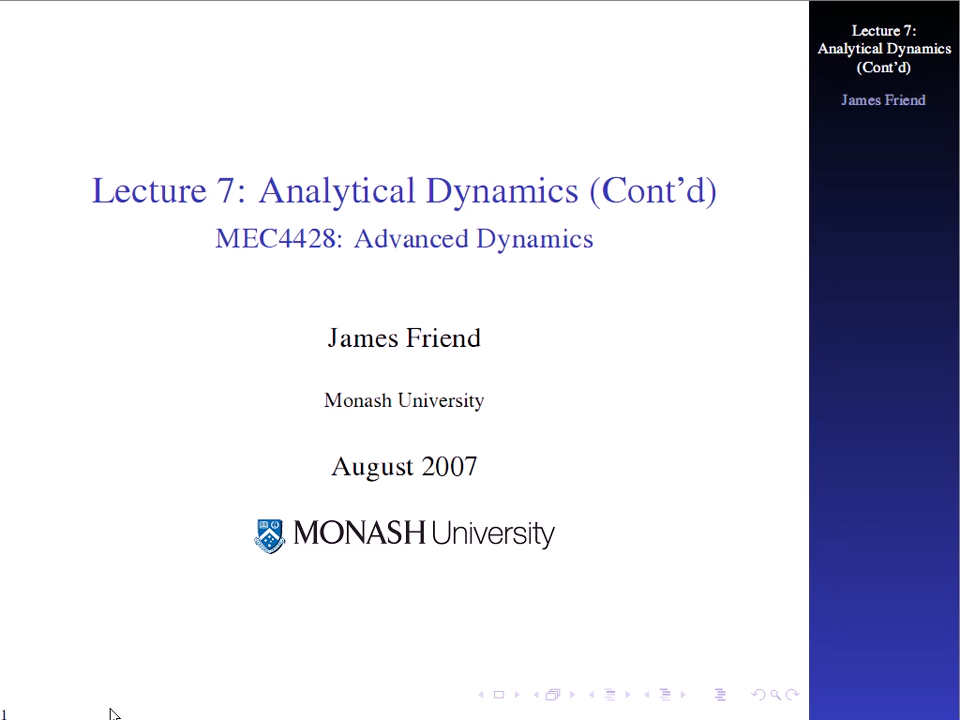 Lecture 7: Analytical Dynamics (Cont'd)
MEC4428: Advanced Dynamics
James Friend
Monash University
August 2007
MONASH University
Lecture 7:
Analytical Dynamics
(Cont'd)
James Friend
1